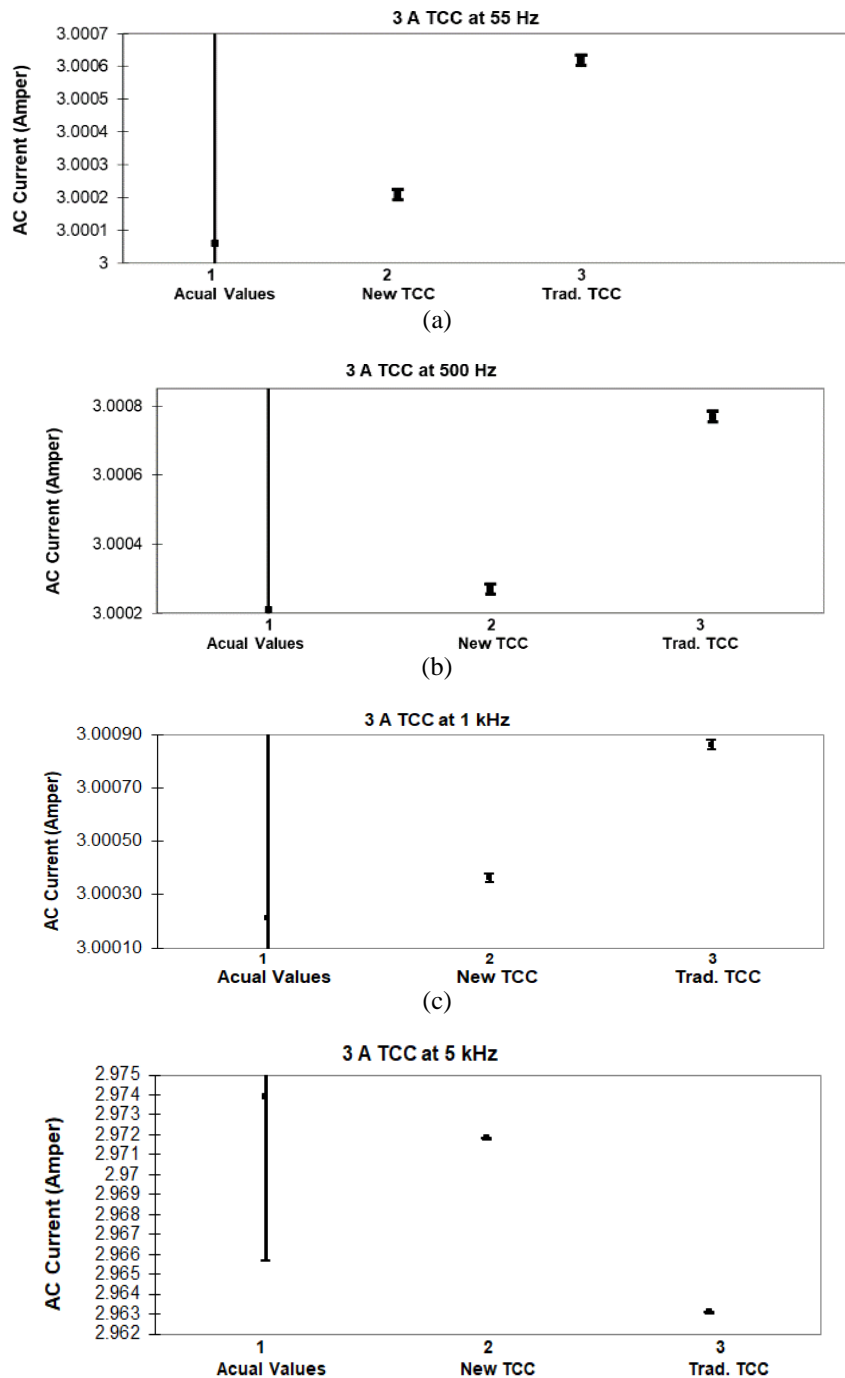 3 A TCC at 55 Hz
AC Current (Amper)
3.0007
3.0006
3.0005
3.0004
3.0003
3.0002
3.0001
3
1 2 3
Acual Values New TCC Trad. TCC
(a)
3 A TCC at 500 Hz
AC Current (Amper)
3.0008
3.0006
3.0004
3.0002
1 2 3
Acual Values New TCC Trad. TCC
(b)
3 A TCC at 1 kHz
AC Current (Amper)
3.00090
3.00070
3.00050
3.00030
3.00010
1 2 3
Acual Values New TCC Trad. TCC
(c)
3 A TCC at 5 kHz
AC Current (Amper)
2.975
2.974
2.973
2.972
2.971
2.97
2.969
2.968
2.967
2.966
2.965
2.964
2.963
2.962
1 2 3
Acual Values New TCC Trad. TCC